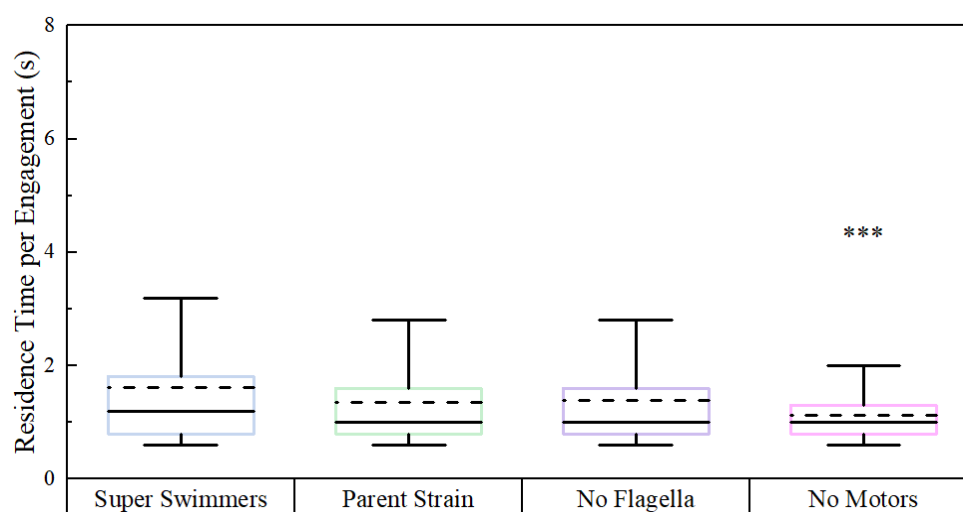 Residence Time per Engagement (s)
8
6
4
2
0
***
Super Swimmers
Parent Strain
No Flagella
No Motors